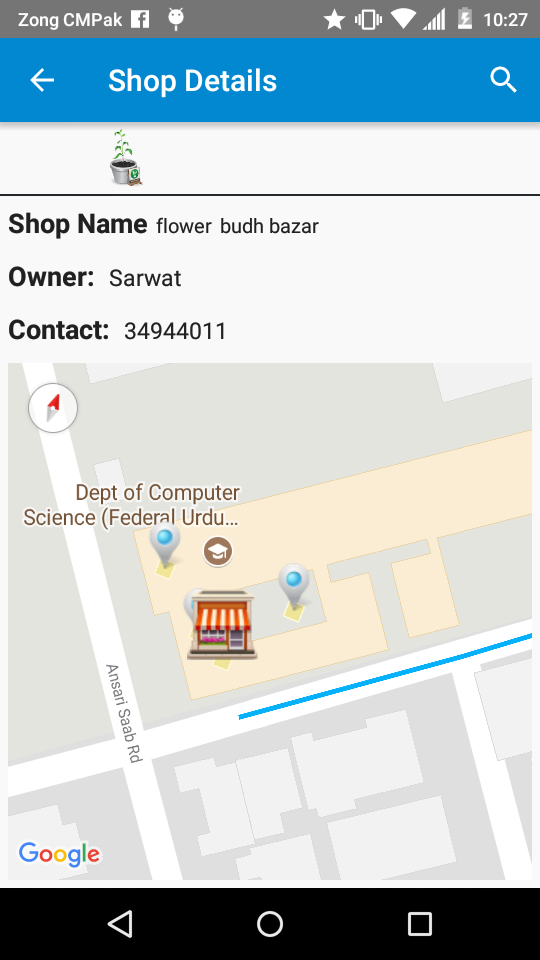 Zong CMPak 10:27
Shop Details
Shop Name flower budh bazar
Owner: Sarwat
Contact: 34944011
Dept of Computer
Science (Federal Urdu...
Ansari Saab Rd
Google